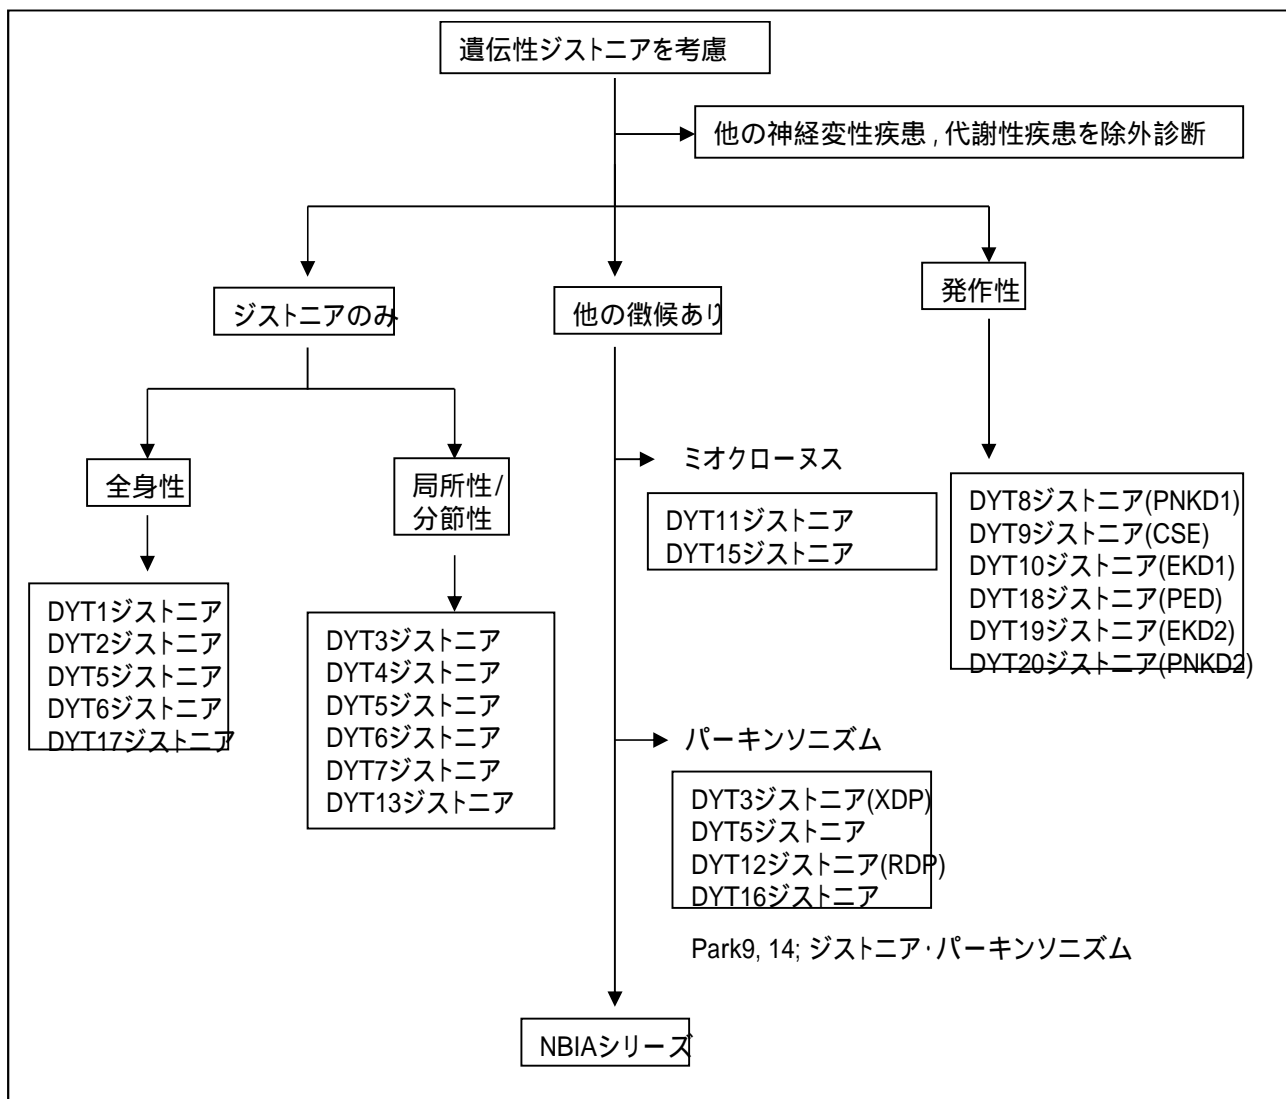 遺伝性ジストニアを考慮
他の神経変性疾患,代謝性疾患を除外診断
ジストニアのみ
他の徴候あり
発作性
全身性
局所性/
分節性
DYT1ジストニア
DYT2ジストニア
DYT5ジストニア
DYT6ジストニア
DYT17ジストニア
DYT3ジストニア
DYT4ジストニア
DYT5ジストニア
DYT6ジストニア
DYT7ジストニア
DYT13ジストニア
ミオクローヌス
DYT11ジストニア
DYT15ジストニア
パーキンソニズム
DYT3ジストニア(XDP)
DYT5ジストニア
DYT12ジストニア(RDP)
DYT16ジストニア
Park9, 14; ジストニア・パーキンソニズム
NBIAシリーズ
DYT8ジストニア(PNKD1)
DYT9ジストニア(CSE)
DYT10ジストニア(EKD1)
DYT18ジストニア(PED)
DYT19ジストニア(EKD2)
DYT20ジストニア(PNKD2)